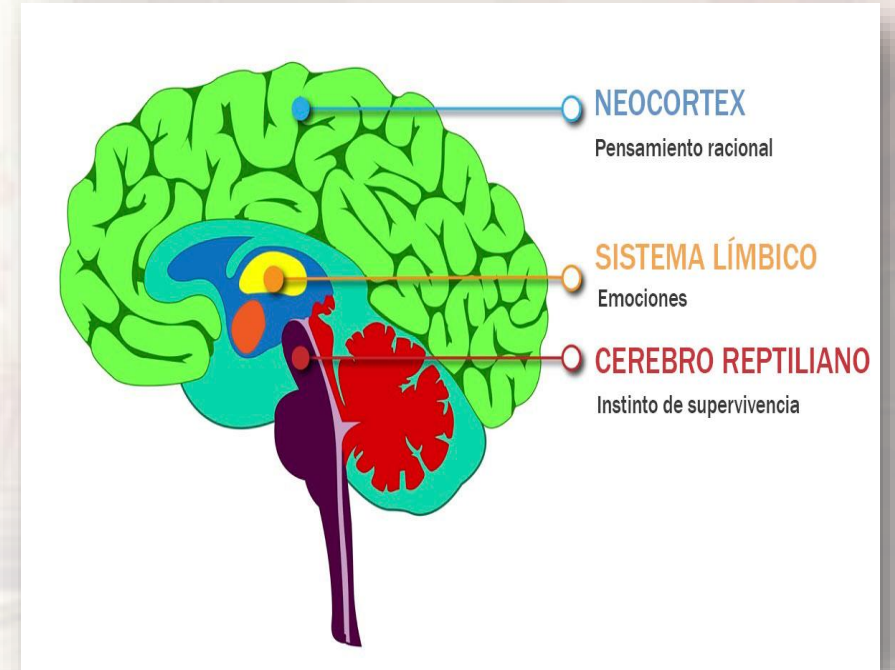 NEOCORTEX
Pensamiento racional
SISTEMA LÍMBICO
Emociones
CEREBRO REPTILIANO
Instinto de supervivencia